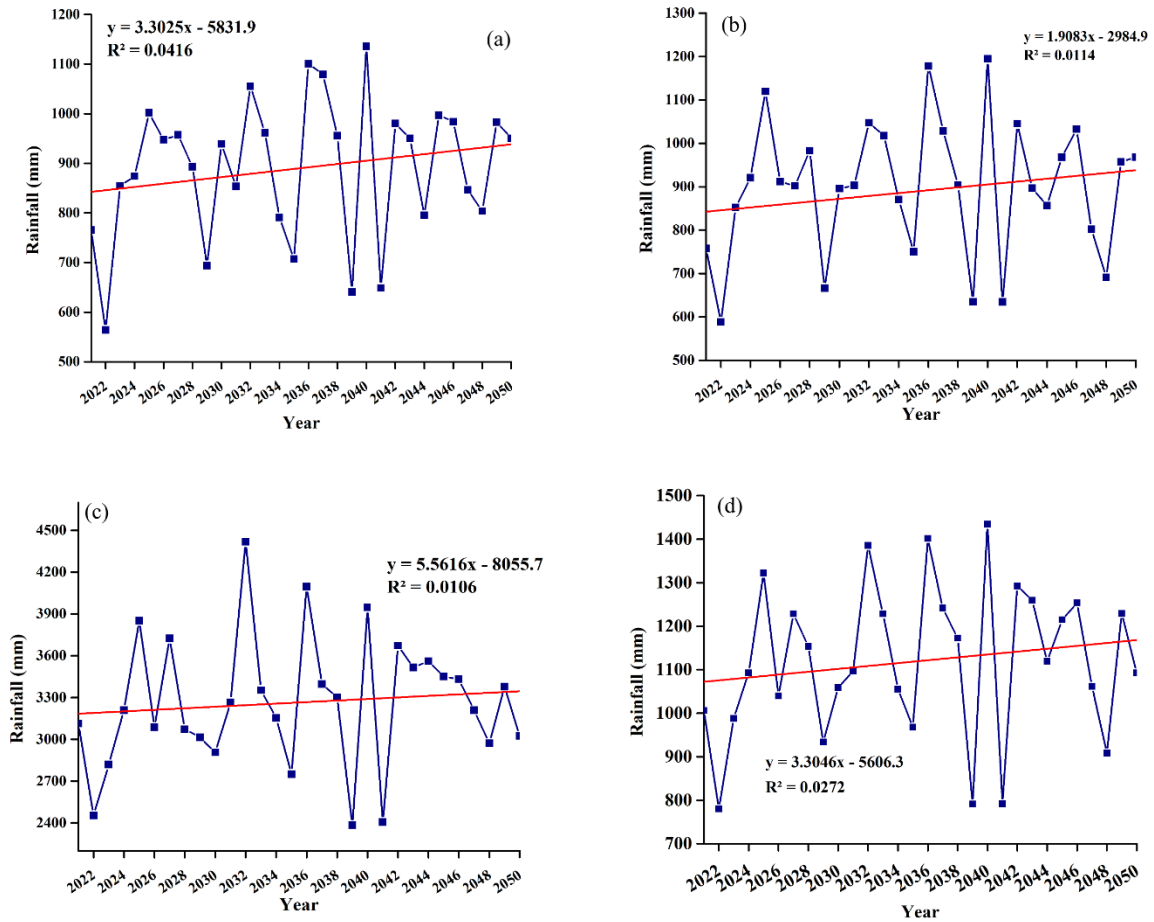 y = 3.3025x - 5831.9
R² = 0.0416
(a)
1200
1100
1000
900
800
700
600
500
Rainfall (mm)
2022 2024 2026 2028 2030 2032 2034 2036 2038 2040 2042 2044 2046 2048 2050
Year
(b)
y = 1.9083x - 2984.9
R² = 0.0114
1300
1200
1100
1000
900
800
700
600
500
Rainfall (mm)
2022 2024 2026 2028 2030 2032 2034 2036 2038 2040 2042 2044 2046 2048 2050
Year
(c)
y = 5.5616x - 8055.7
R² = 0.0106
4500
4200
3900
3600
3300
3000
2700
2400
Rainfall (mm)
2022 2024 2026 2028 2030 2032 2034 2036 2038 2040 2042 2044 2046 2048 2050
Year
(d)
1500
1400
1300
1200
1100
1000
900
800
700
Rainfall (mm)
y = 3.3046x - 5606.3
R² = 0.0272
2022 2024 2026 2028 2030 2032 2034 2036 2038 2040 2042 2044 2046 2048 2050
Year